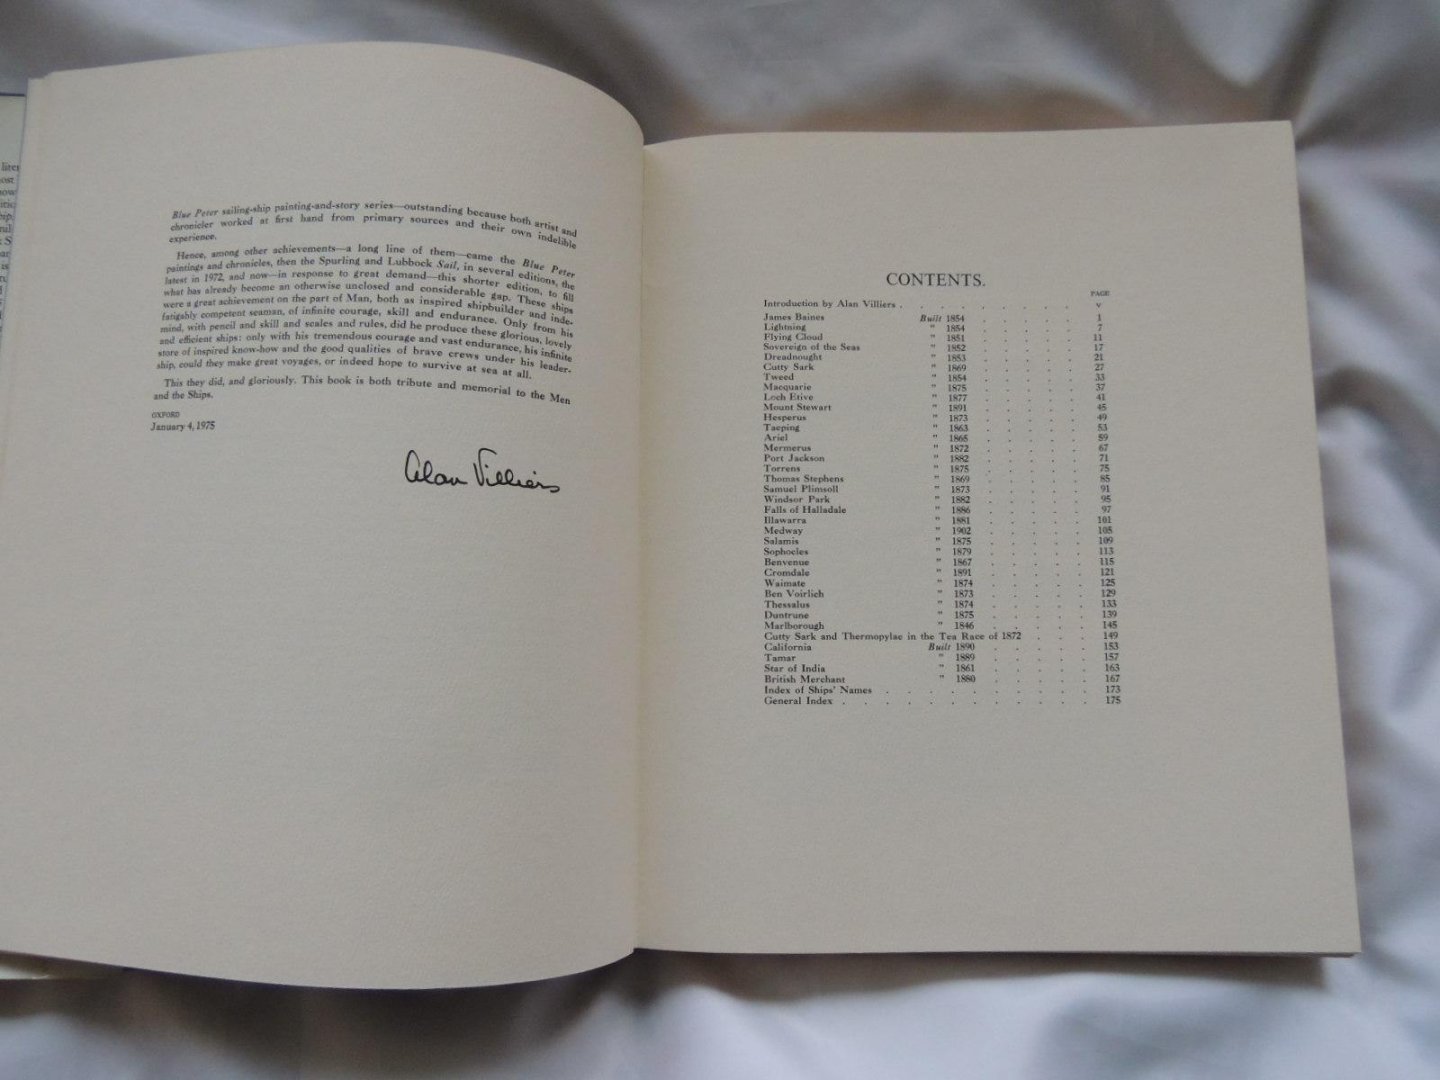 Blue Peter sailing-ship painting-and-story series—outstanding because both artist and
chronicler worked at first hand from primary sources and their own indelible
experience.
Hence, among other achievements—a long line of them—came the Blue Peter
paintings and chronicles, then the Spurling and Lubbock Sail, in several editions, the
latest in 1972, and now—in response to great demand—this shorter edition, to fill
what has already become an otherwise unclosed and considerable gap. These ships
were a great achievement on the part of Man, both as inspired shipbuilder and inde-
fatigably competent seaman, of infinite courage, skill and endurance. Only from his
mind, with pencil and skill and scales and rules, did he produce these glorious, lovely
and efficient ships: only with his tremendous courage and vast endurance, his infinite
store of inspired know-how and the good qualities of brave crews under his leader-
ship, could they make great voyages, or indeed hope to survive at sea at all.
This they did, and gloriously. This book is both tribute and memorial to the Men
and the Ships.
OXFORD
January 4, 1975
Alan Villiers
CONTENTS.
PAGE
Introduction by Alan Villiers . . . . . . . v
James Baines Built 1854 . . . . . 1
Lightning " 1854 . . . . . 7
Flying Cloud " 1851 . . . . . 11
Sovereign of the Seas " 1852 . . . . . 17
Dreadnought " 1853 . . . . . 21
Cutty Sark " 1869 . . . . . 27
Tweed " 1854 . . . . . 33
Macquarie " 1875 . . . . . 37
Loch Etive " 1877 . . . . . 41
Mount Stewart " 1891 . . . . . 45
Hesperus " 1873 . . . . . 49
Taeping " 1863 . . . . . 53
Ariel " 1865 . . . . . 59
Mermerus " 1872 . . . . . 67
Port Jackson " 1882 . . . . . 71
Torrens " 1875 . . . . . 75
Thomas Stephens " 1869 . . . . . 85
Samuel Plimsoll " 1873 . . . . . 91
Windsor Park " 1882 . . . . . 95
Falls of Halladale " 1886 . . . . . 97
Illawarra " 1881 . . . . . 101
Medway " 1902 . . . . . 105
Salamis " 1875 . . . . . 109
Sophocles " 1879 . . . . . 113
Benvenue " 1867 . . . . . 115
Cromdale " 1891 . . . . . 121
Waimate " 1874 . . . . . 125
Ben Voirlich " 1873 . . . . . 129
Thessalus " 1874 . . . . . 133
Duntrune " 1875 . . . . . 139
Marlborough " 1846 . . . . . 145
Cutty Sark and Thermopylae in the Tea Race of 1872 . . . 149
California Built 1890 . . . . . 153
Tamar " 1889 . . . . . 157
Star of India " 1861 . . . . . 163
British Merchant " 1880 . . . . . 167
Index of Ships' Names . . . . . . . . . . 173
General Index . . . . . . . . . . . . 175